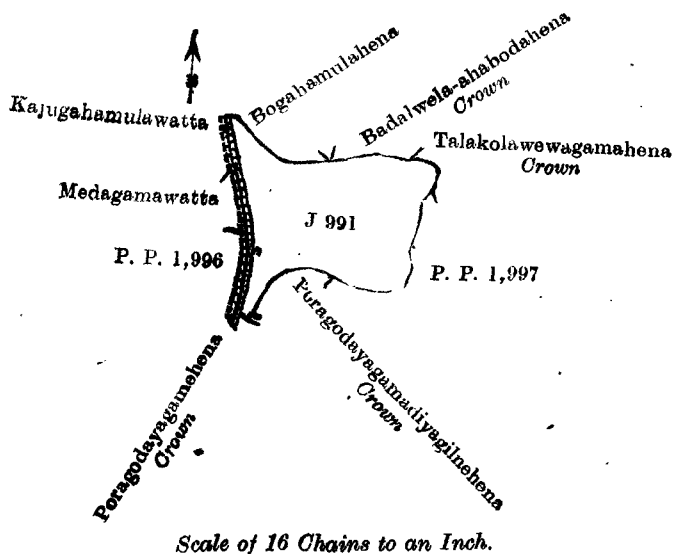 Bogahamulahena
Badalwela-ahabodahena
Crown
Kajugahamulawatta
Talakolawewagamahena
Crown
Medagamawatta
J 991
P. P. 1,996
P. P. 1,997
Poragodayagamehena
Crown
Poragodayagamadiyagilnehena
Crown
Scale of 16 Chains to an Inch.